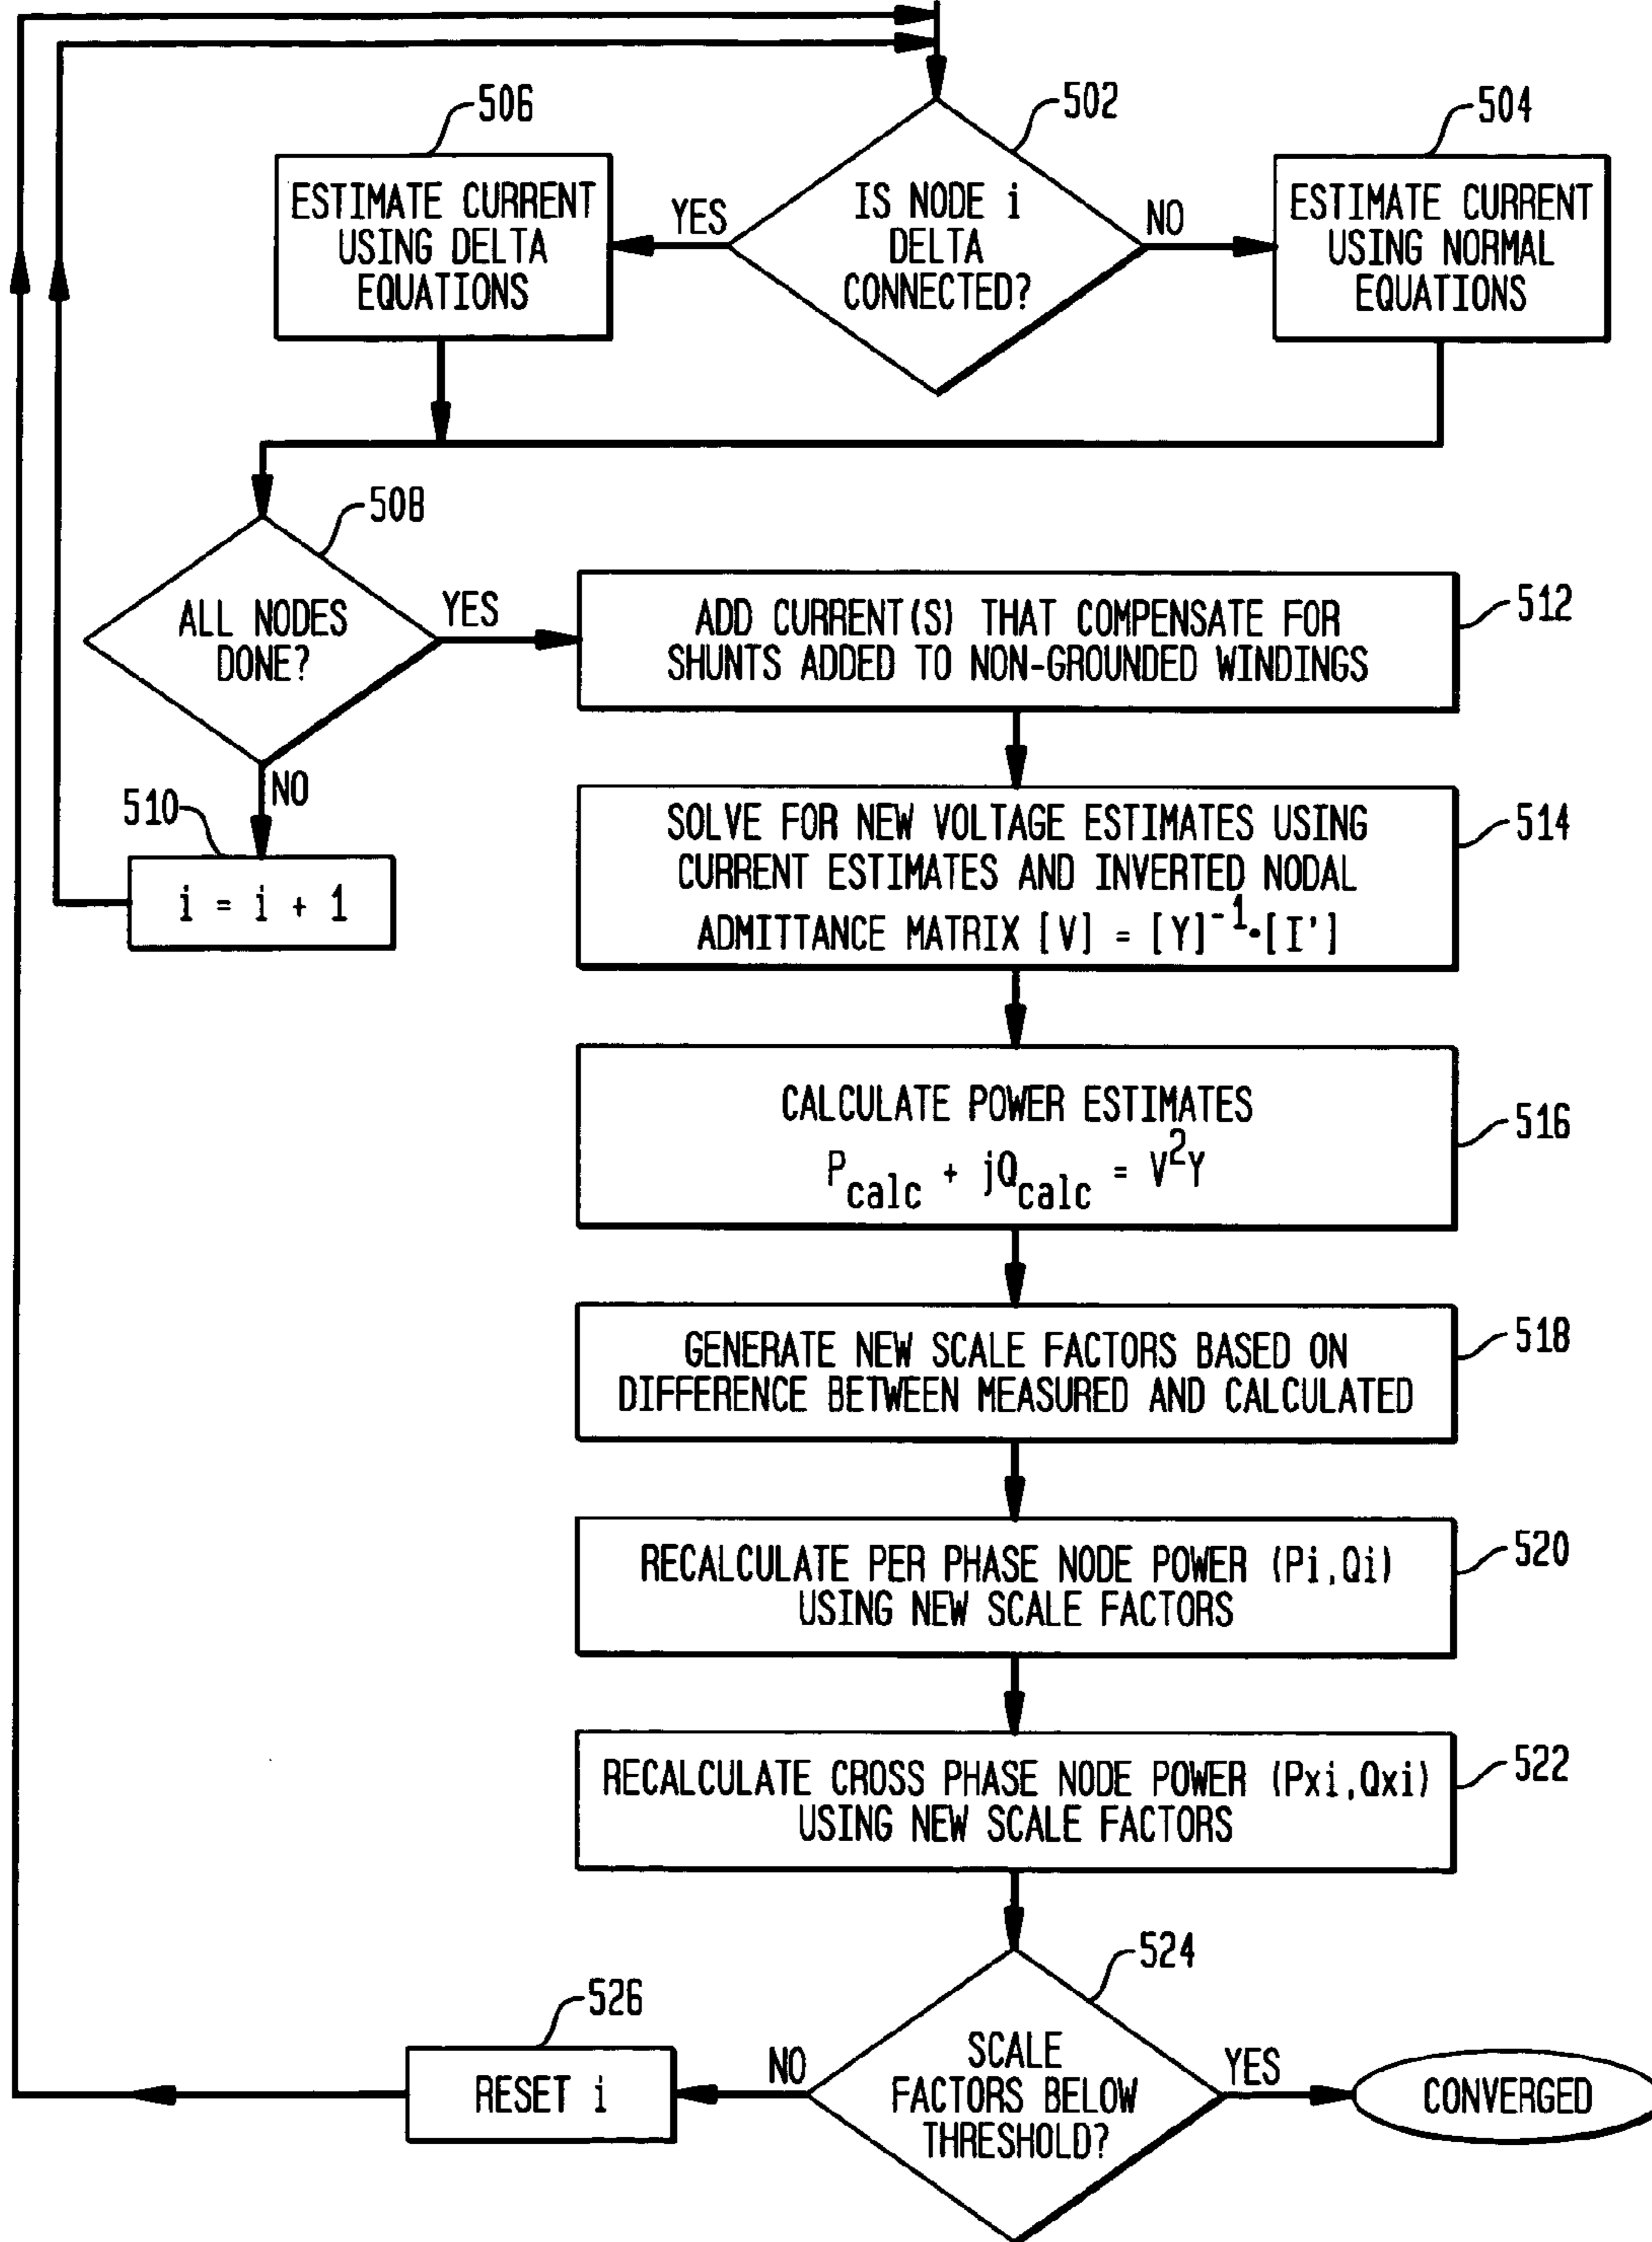 506
502
504
ESTIMATE CURRENT
USING DELTA
EQUATIONS
YES
IS NODE i
DELTA
CONNECTED?
NO
ESTIMATE CURRENT
USING NORMAL
EQUATIONS
508
ALL NODES
DONE?
YES
ADD CURRENT(S) THAT COMPENSATE FOR
SHUNTS ADDED TO NON-GROUNDED WINDINGS
512
NO
510
i = i + 1
SOLVE FOR NEW VOLTAGE ESTIMATES USING
CURRENT ESTIMATES AND INVERTED NODAL
ADMITTANCE MATRIX [V] = [Y]⁻¹•[I']
514
CALCULATE POWER ESTIMATES
P_calc + jQ_calc = V²Y
516
GENERATE NEW SCALE FACTORS BASED ON
DIFFERENCE BETWEEN MEASURED AND CALCULATED
518
RECALCULATE PER PHASE NODE POWER (Pi,Qi)
USING NEW SCALE FACTORS
520
RECALCULATE CROSS PHASE NODE POWER (Pxi,Qxi)
USING NEW SCALE FACTORS
522
524
SCALE
FACTORS BELOW
THRESHOLD?
NO
YES
526
RESET i
CONVERGED